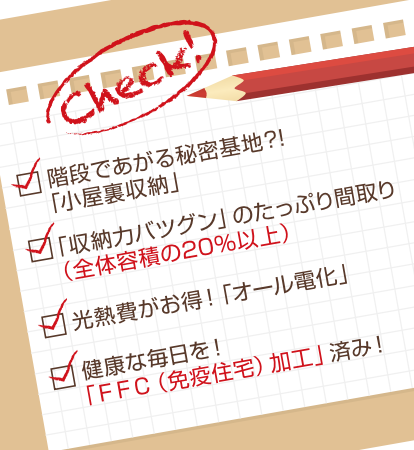 Check!
階段であがる秘密基地?!
「小屋裏収納」
「収納力バツグン」のたっぷり間取り
（全体容積の20%以上）
光熱費がお得!「オール電化」
健康な毎日を!
「FFC（免疫住宅）加工」済み!